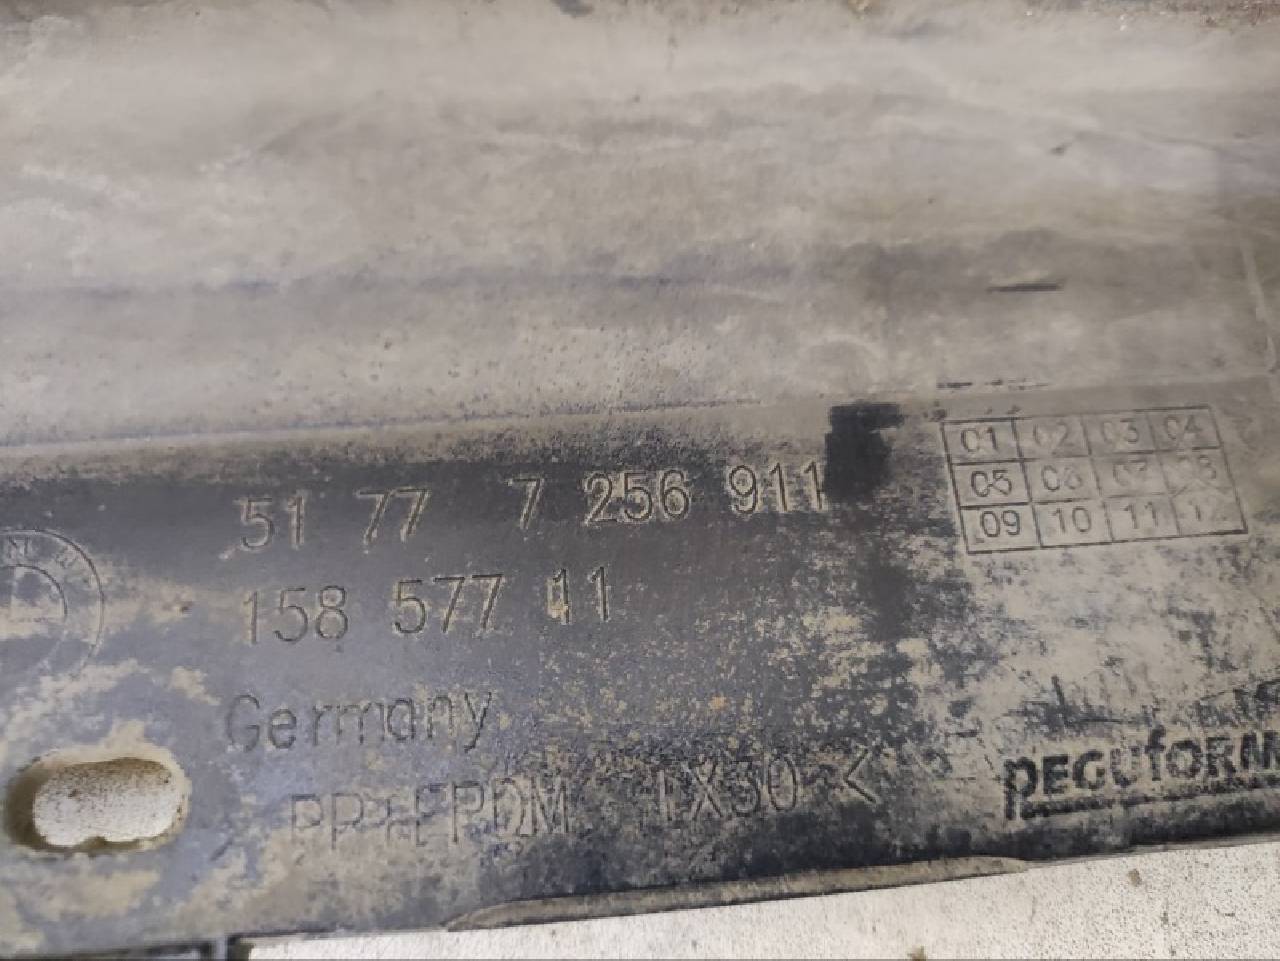 51 77 7 256 911
158 577 11
Germany
PP+EPDM TX30 <
01 02 03 04
05 06 07 08
09 10 11 12
PEGUFORM